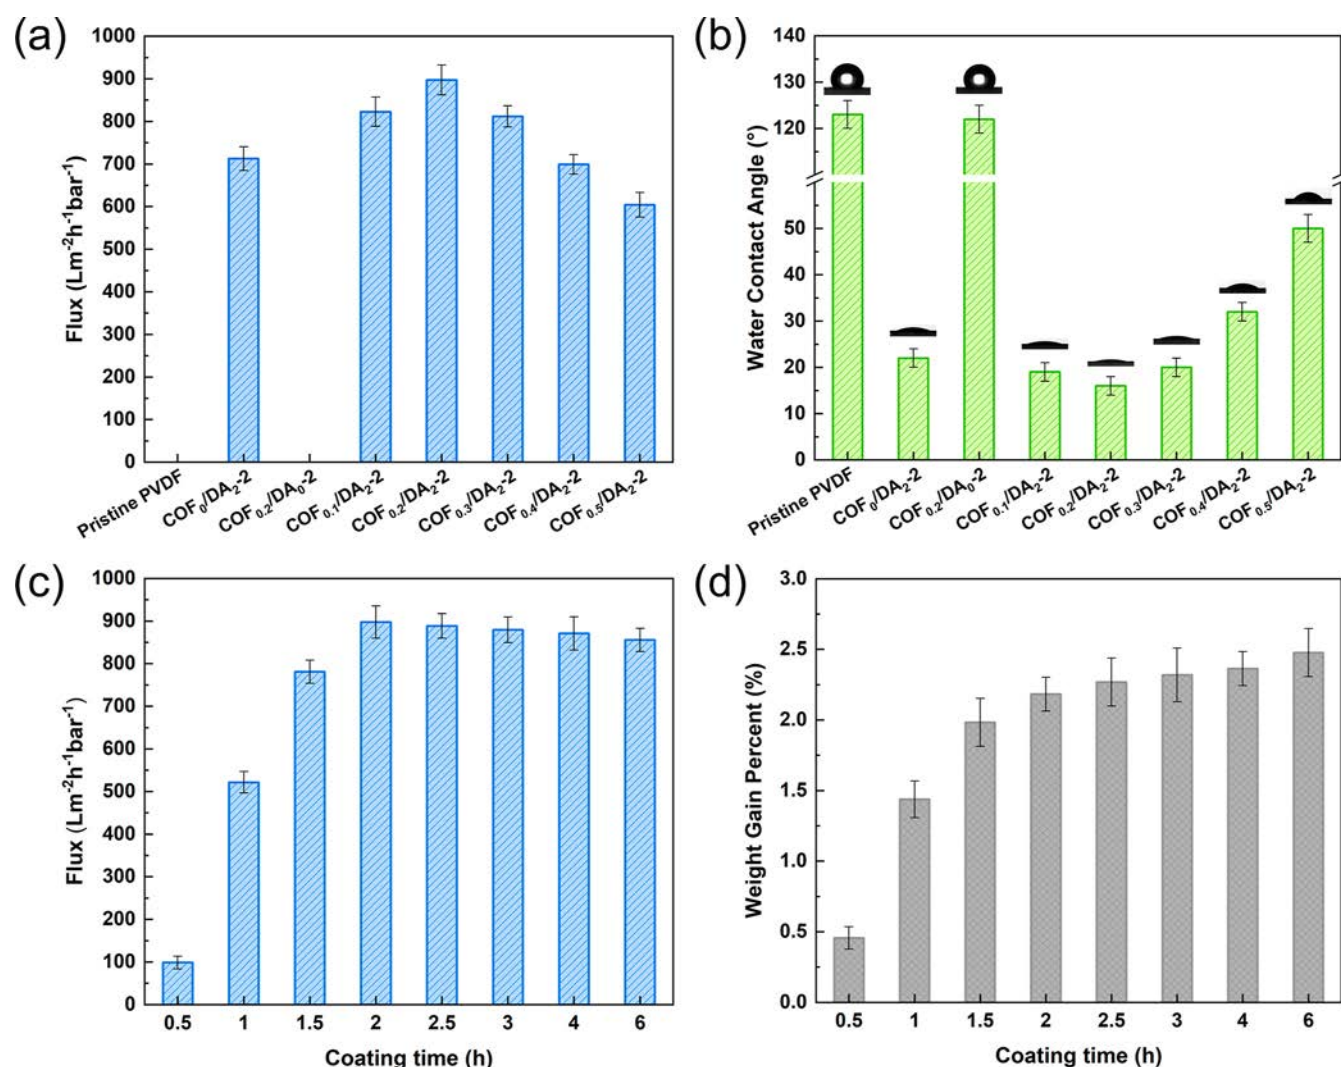 (a)
1000
900
800
700
600
500
400
300
200
100
0
Flux (Lm⁻²h⁻¹bar⁻¹)
Pristine PVDF
COF₀/DA₂-2
COF₀.₂/DA₀-2
COF₀.₁/DA₂-2
COF₀.₂/DA₂-2
COF₀.₃/DA₂-2
COF₀.₄/DA₂-2
COF₀.₅/DA₂-2
(b)
140
130
120
50
40
30
20
10
0
Water Contact Angle (°)
Pristine PVDF
COF₀/DA₂-2
COF₀.₂/DA₀-2
COF₀.₁/DA₂-2
COF₀.₂/DA₂-2
COF₀.₃/DA₂-2
COF₀.₄/DA₂-2
COF₀.₅/DA₂-2
(c)
1000
900
800
700
600
500
400
300
200
100
0
Flux (Lm⁻²h⁻¹bar⁻¹)
0.5 1 1.5 2 2.5 3 4 6
Coating time (h)
(d)
3.0
2.5
2.0
1.5
1.0
0.5
0.0
Weight Gain Percent (%)
0.5 1 1.5 2 2.5 3 4 6
Coating time (h)